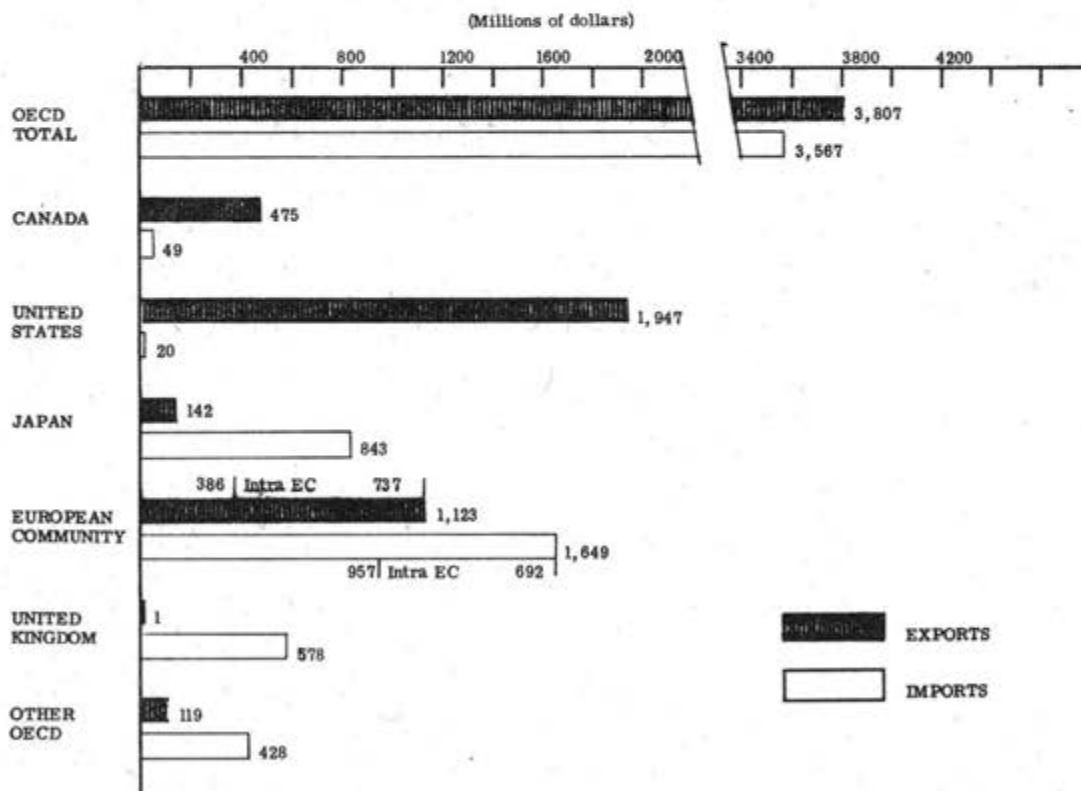 (Millions of dollars)
400 800 1200 1600 2000 3400 3800 4200
OECD
TOTAL
3,807
3,567
CANADA
475
49
UNITED
STATES
1,947
20
JAPAN
142
843
386 Intra EC 737
EUROPEAN
COMMUNITY
1,123
1,649
957 Intra EC 692
UNITED
KINGDOM
1
578
EXPORTS
IMPORTS
OTHER
OECD
119
428